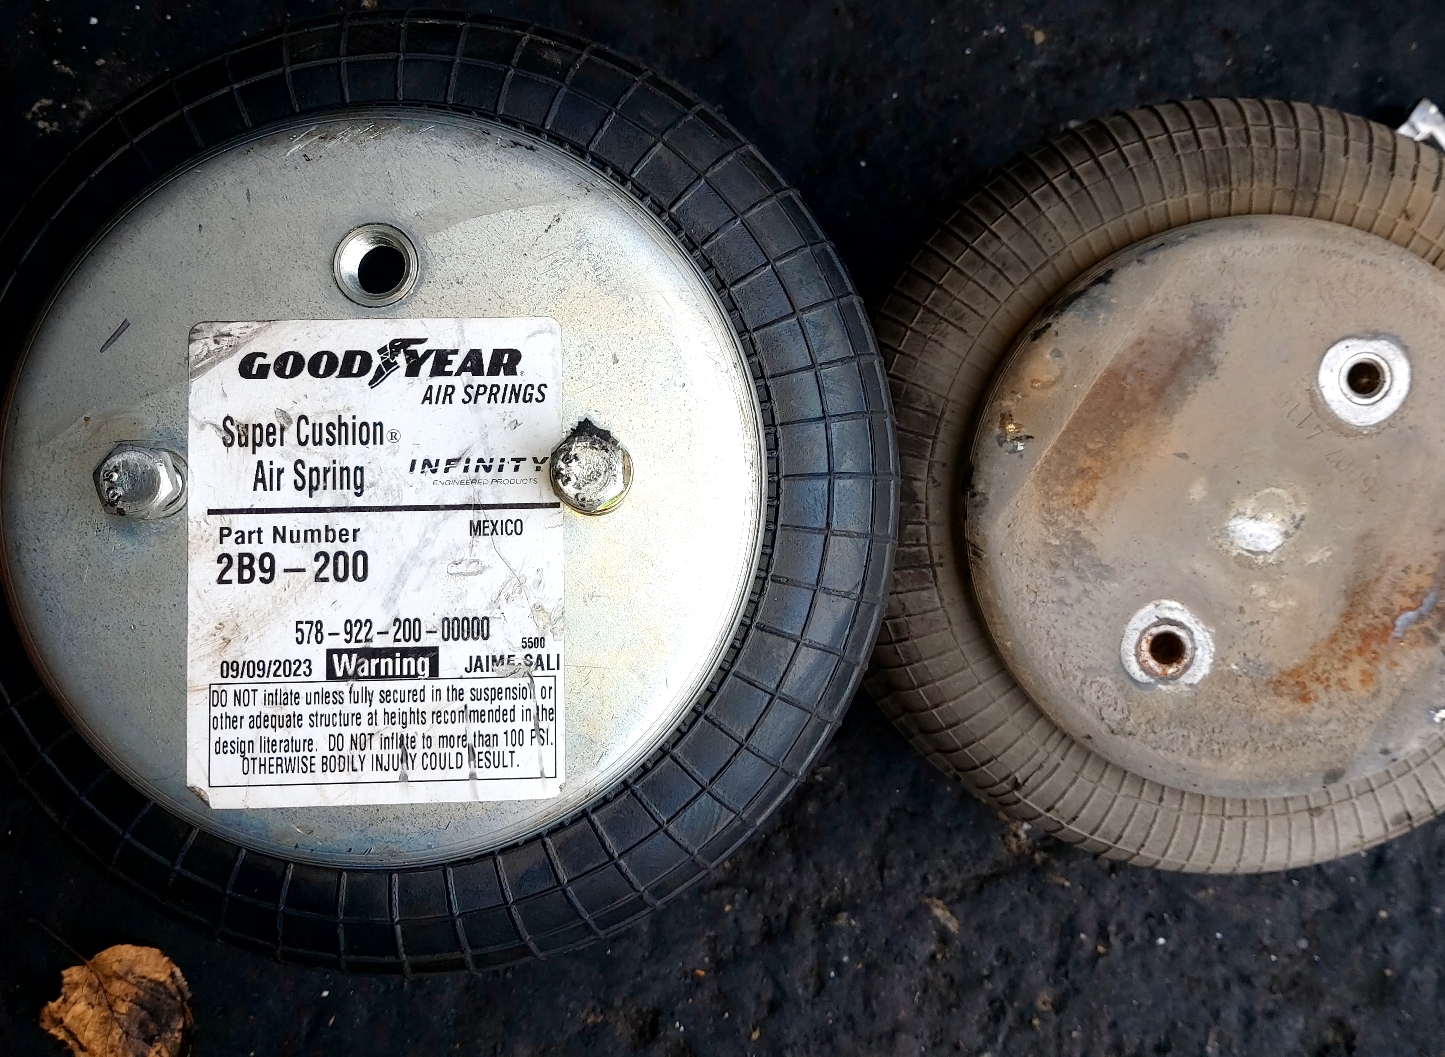 GOODYEAR
AIR SPRINGS
Super Cushion®
Air Spring
INFINITY
ENGINEERED PRODUCTS
Part Number
MEXICO
2B9-200
578-922-200-00000
5500
09/09/2023 Warning JAIME-SALI
DO NOT inflate unless fully secured in the suspension or
other adequate structure at heights recommended in the
design literature. DO NOT inflate to more than 100 PSI.
OTHERWISE BODILY INJURY COULD RESULT.